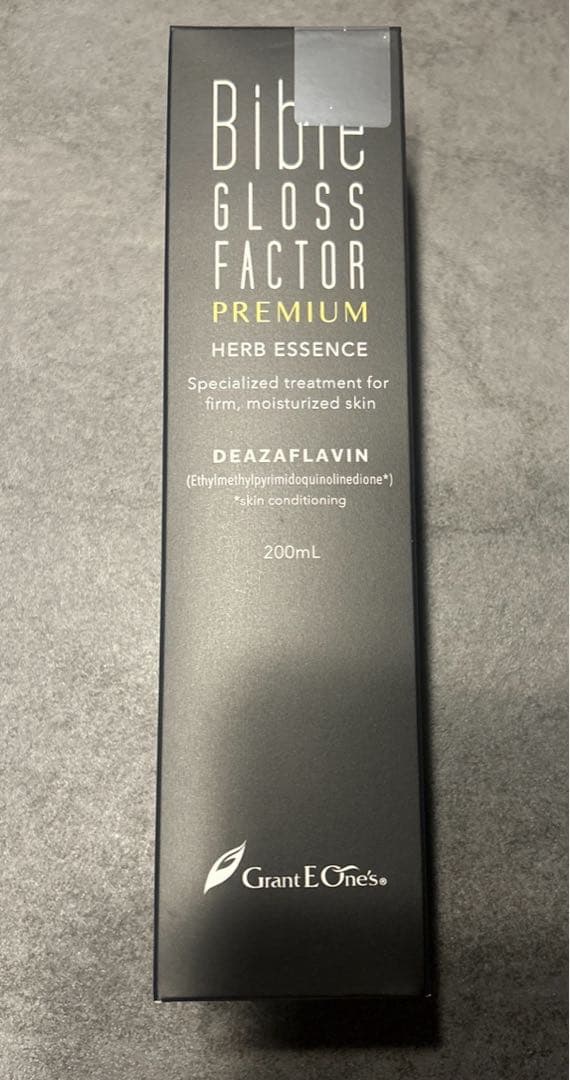 Bible
GLOSS
FACTOR
PREMIUM
HERB ESSENCE
Specialized treatment for
firm, moisturized skin
DEAZAFLAVIN
(Ethylmethylpyrimidoquinolinedione*)
*skin conditioning
200mL
Grant E One's®